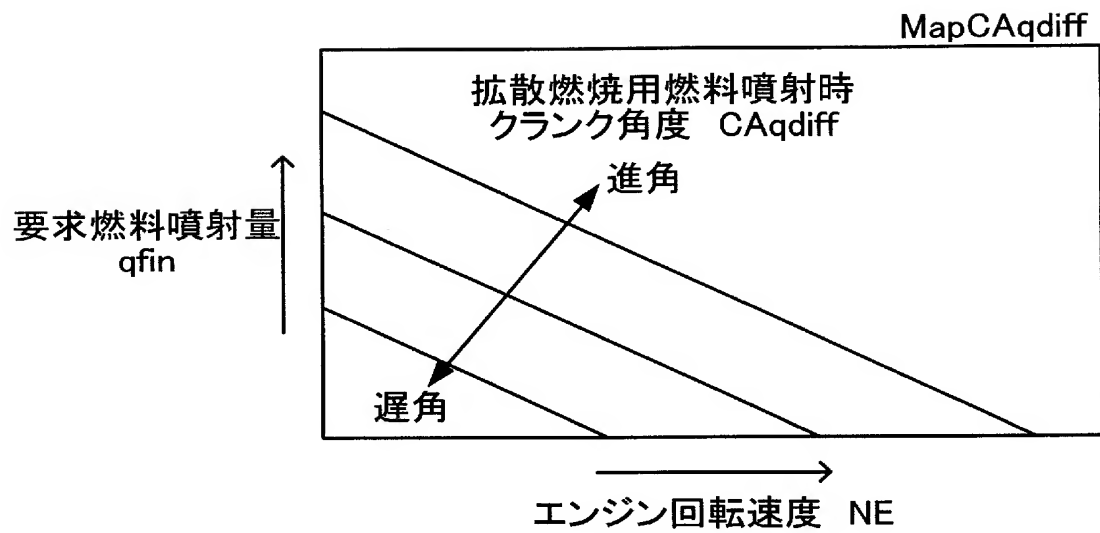 MapCAqdiff
拡散燃焼用燃料噴射時
クランク角度 CAqdiff
進角
要求燃料噴射量
qfin
遅角
エンジン回転速度 NE